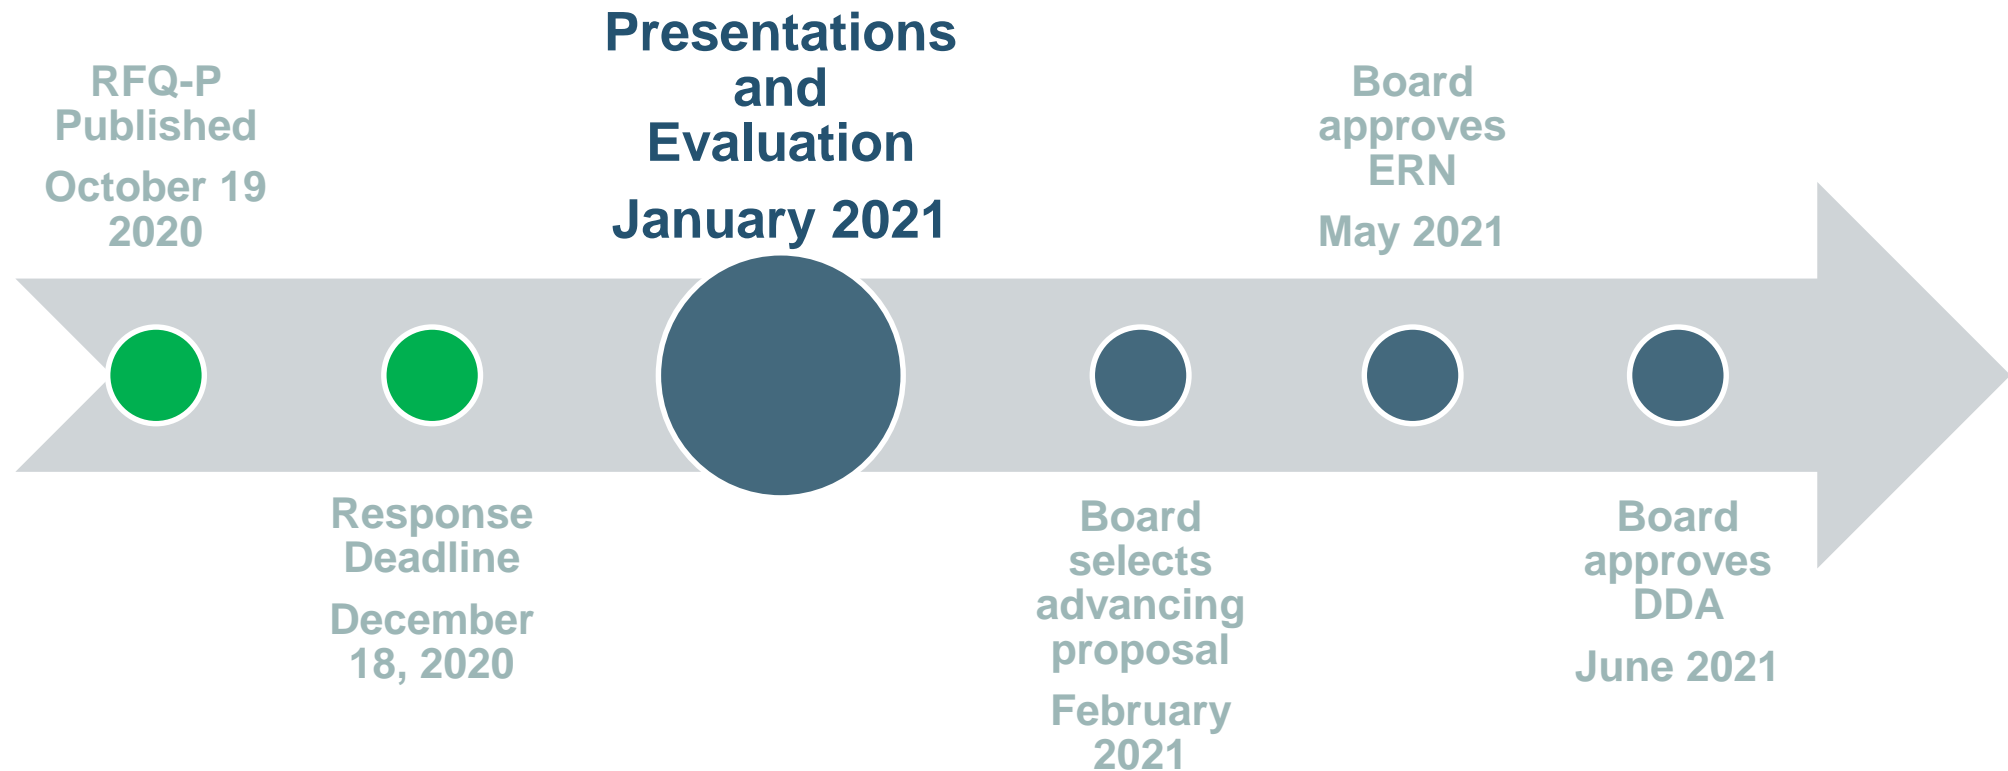 RFQ-P
Published
October 19
2020
Response
Deadline
December
18, 2020
Presentations
and
Evaluation
January 2021
Board
selects
advancing
proposal
February
2021
Board
approves
ERN
May 2021
Board
approves
DDA
June 2021